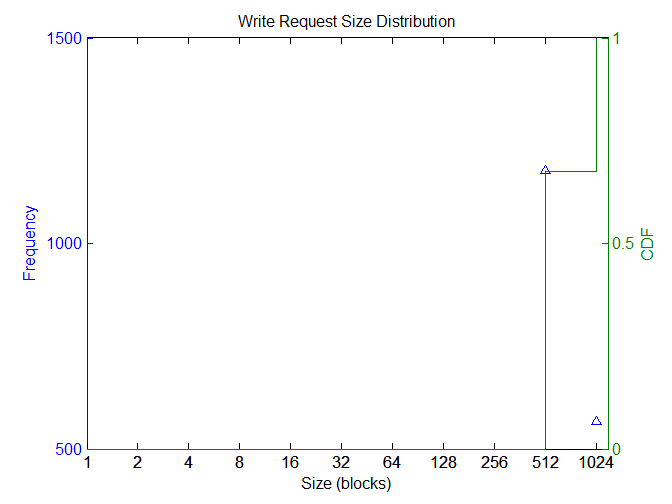 Write Request Size Distribution
1500
1
1000
0.5
500
0
Frequency
CDF
1 2 4 8 16 32 64 128 256 512 1024
Size (blocks)